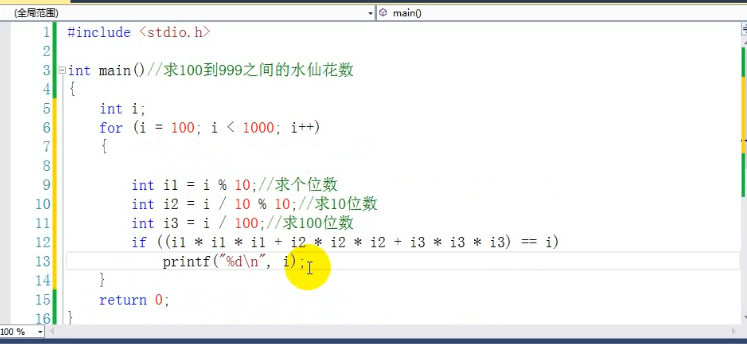 (全局范围) main()
1 #include <stdio.h>
2
3 int main()//求100到999之间的水仙花数
4 {
5 int i;
6 for (i = 100; i < 1000; i++)
7 {
8
9 int i1 = i % 10;//求个位数
10 int i2 = i / 10 % 10;//求10位数
11 int i3 = i / 100;//求100位数
12 if ((i1 * i1 * i1 + i2 * i2 * i2 + i3 * i3 * i3) == i)
13 printf("%d\n", i);
14 }
15 return 0;
16 }
100 %